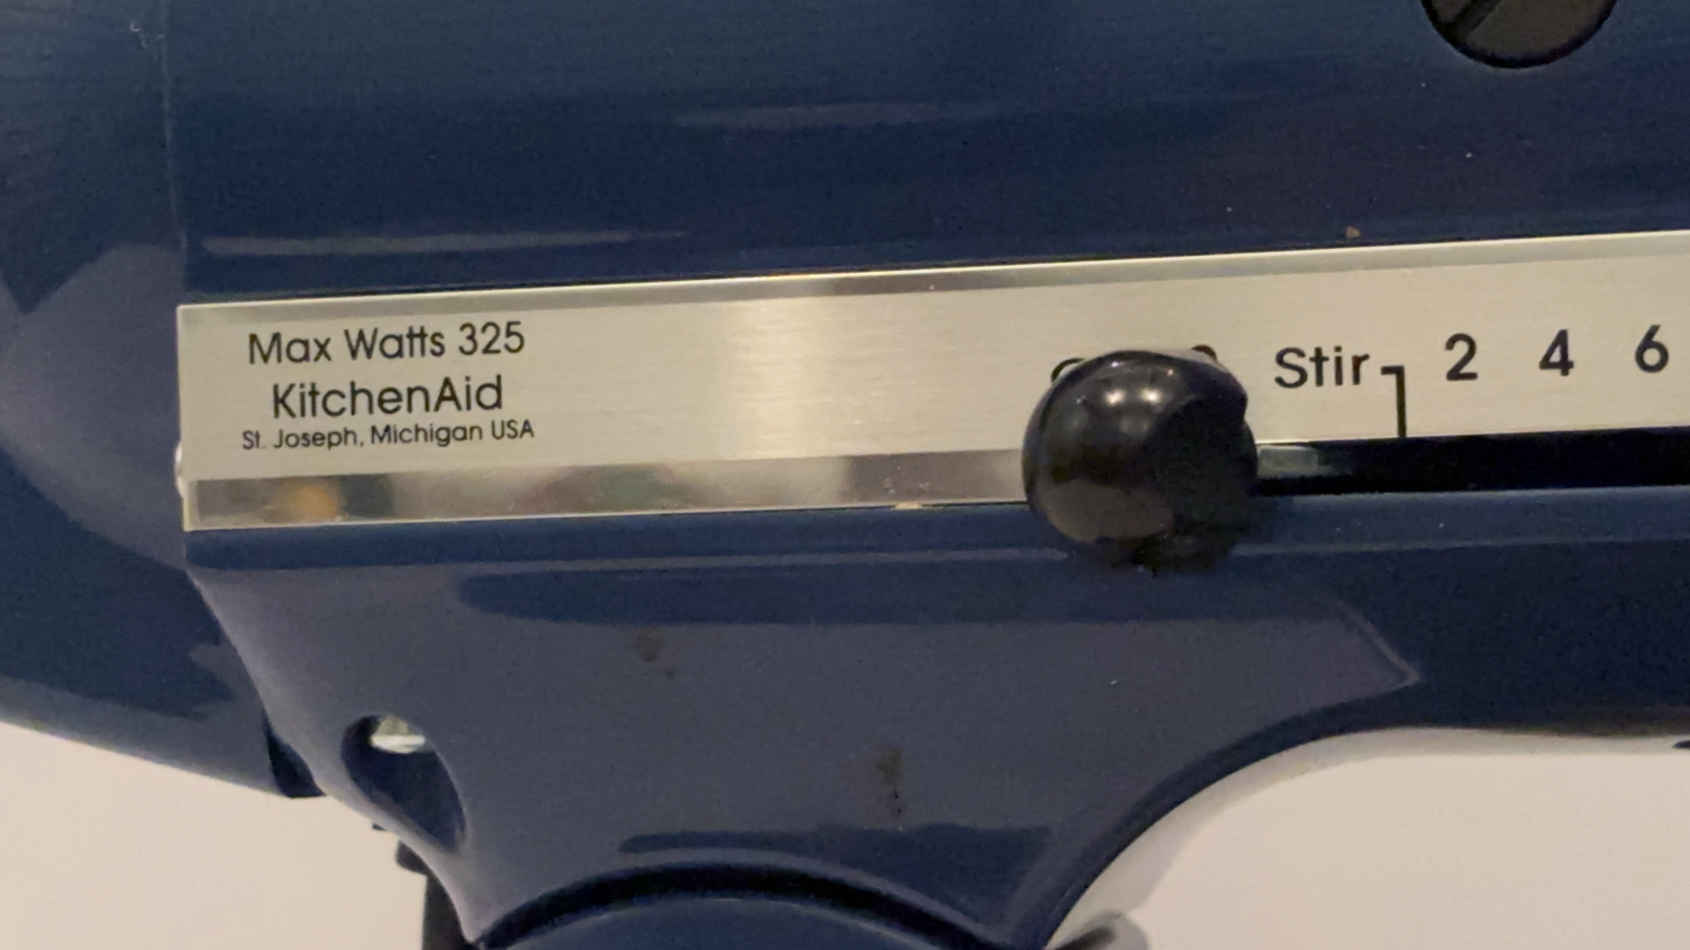 Max Watts 325
KitchenAid
St. Joseph, Michigan USA
Stir 2 4 6